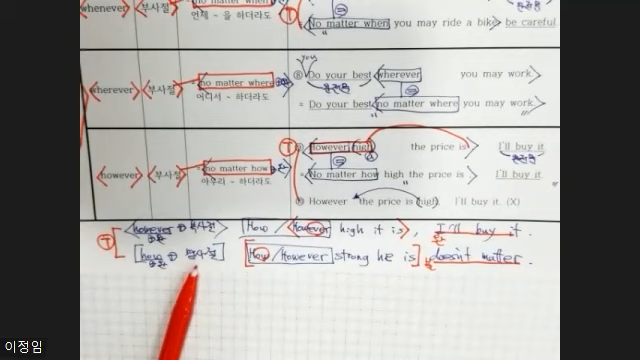 no matter when
whenever 부사절 언제 ~ 을 하더라도
No matter when you may ride a bike, be careful
you
Do your best wherever you may work.
wherever 부사절 no matter where
어디서 ~ 하더라도
= Do your best no matter where you may work.
However high the price is I'll buy it.
however 부사절 no matter how
아무리 ~ 하더라도
= No matter how high the price is I'll buy it.
However the price is high, I'll buy it. (X)
however 부사절 How / However high it is, I'll buy it.
how 명사절 How / However strong he is doesn't matter.
이정임